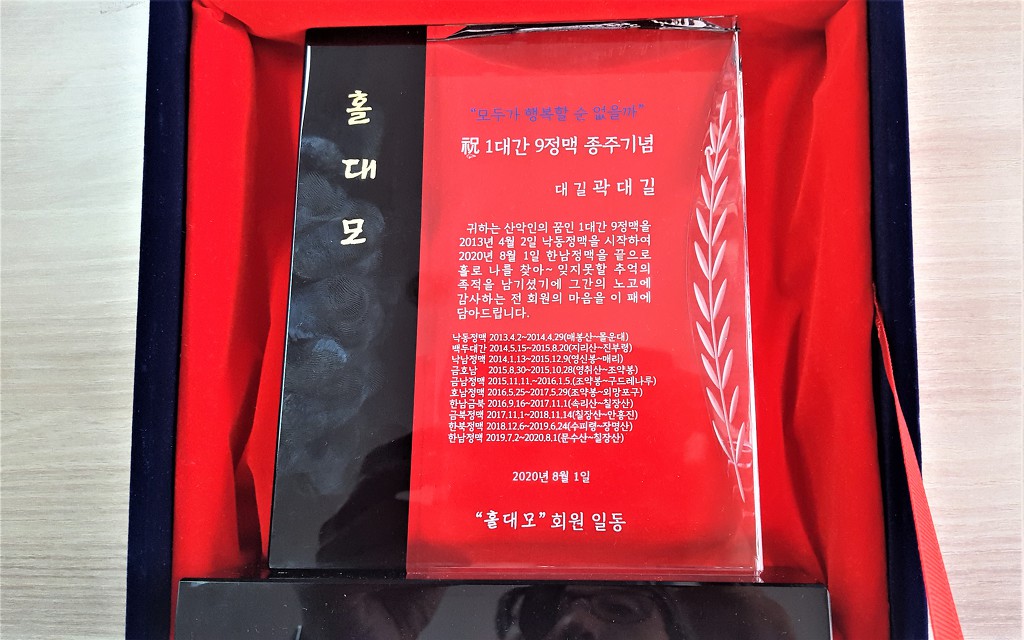 홀
대
모
"모두가 행복할 순 없을까"
祝 1대간 9정맥 종주기념
대길 곽대길
귀하는 산악인의 꿈인 1대간 9정맥을
2013년 4월 2일 낙동정맥을 시작하여
2020년 8월 1일 한남정맥을 끝으로
홀로 나를 찾아~ 잊지못할 추억의
족적을 남기셨기에 그간의 노고에
감사하는 전 회원의 마음을 이 패에
담아드립니다.
낙동정맥 2013.4.2~2014.4.29(매봉산~몰운대)
백두대간 2014.5.15~2015.8.20(지리산~진부령)
낙남정맥 2014.1.13~2015.12.9(영신봉~매리)
금호남 2015.8.30~2015.10.28(영취산~조약봉)
금남정맥 2015.11.11.~2016.1.5.(조약봉~구드레나루)
호남정맥 2016.5.25~2017.5.29(조약봉~외망포구)
한남금북 2016.9.16~2017.11.1(속리산~칠장산)
금북정맥 2017.11.1~2018.11.14(칠장산~안흥진)
한북정맥 2018.12.6~2019.6.24(수피령~장명산)
한남정맥 2019.7.2~2020.8.1(문수산~칠장산)
2020년 8월 1일
"홀대모" 회원 일동